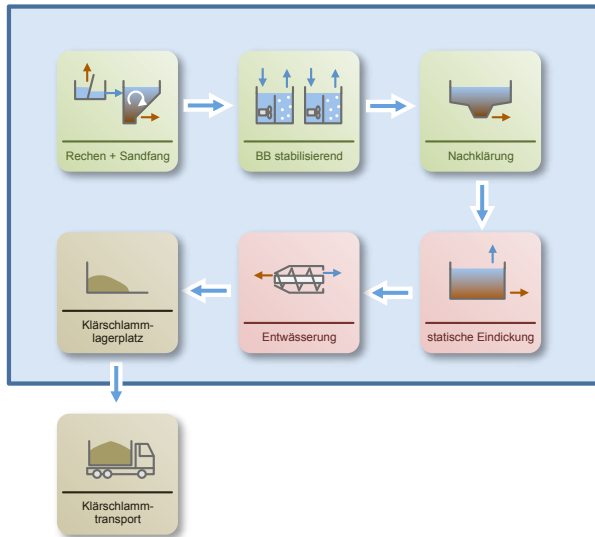 Rechen + Sandfang
BB stabilisierend
Nachklärung
Klärschlamm-
lagerplatz
Entwässerung
statische Eindickung
Klärschlamm-
transport